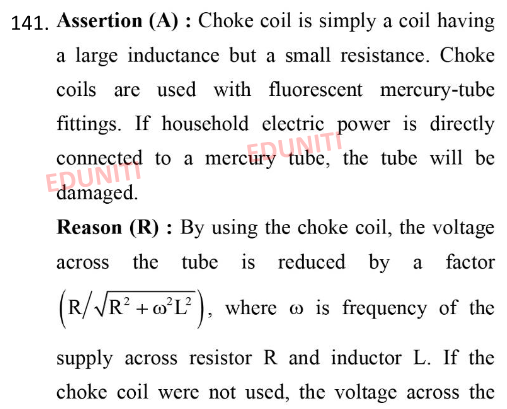 141. Assertion (A) : Choke coil is simply a coil having
a large inductance but a small resistance. Choke
coils are used with fluorescent mercury-tube
fittings. If household electric power is directly
connected to a mercury tube, the tube will be
damaged.
EDUNITI
EDUNITI
Reason (R) : By using the choke coil, the voltage
across the tube is reduced by a factor
(R/√R² + ω²L²), where ω is frequency of the
supply across resistor R and inductor L. If the
choke coil were not used, the voltage across the